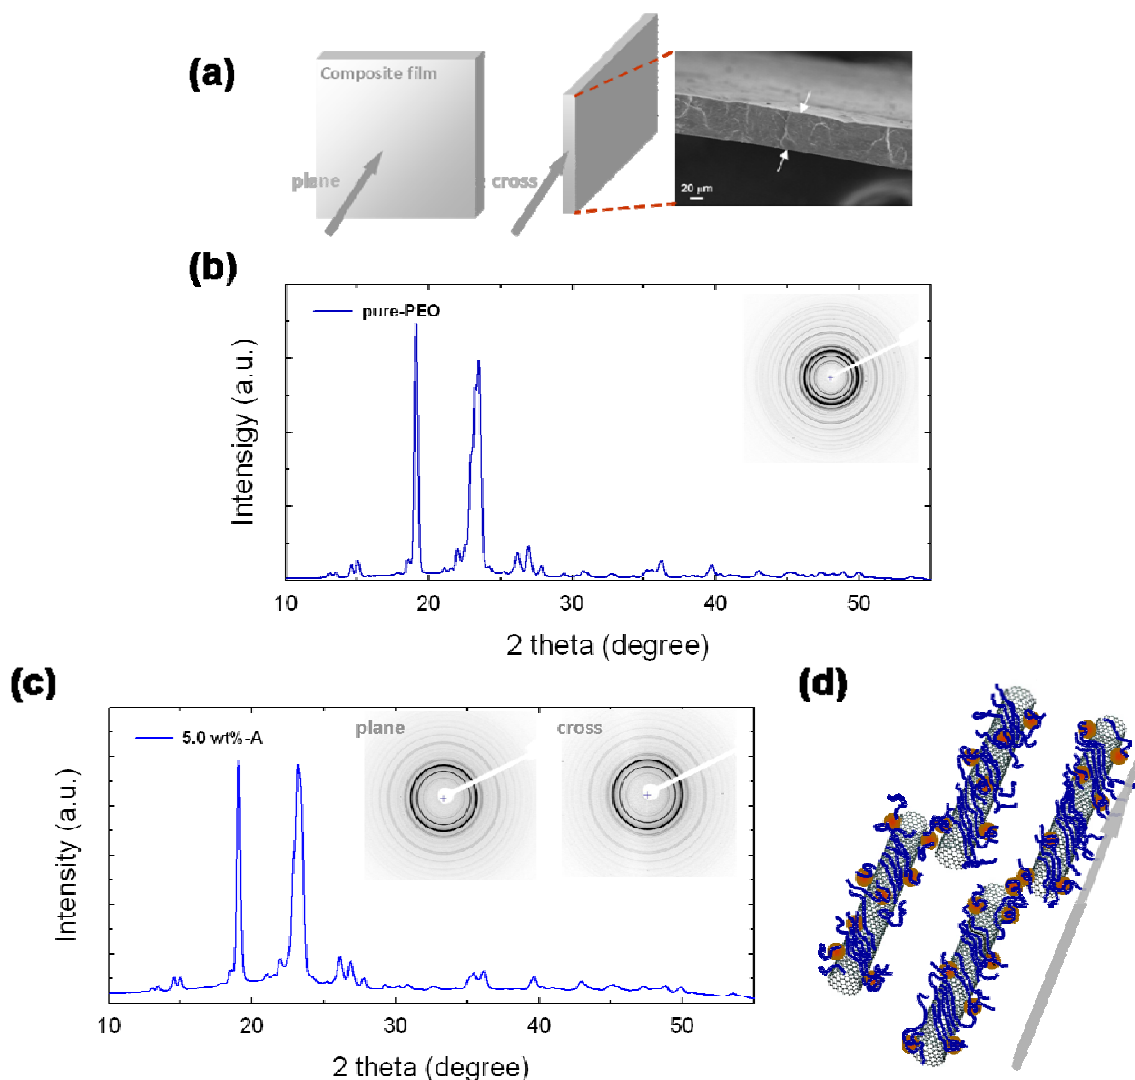 (a)
Composite film
plane
cross
20 μm
(b)
pure-PEO
Intensigy (a.u.)
10 20 30 40 50
2 theta (degree)
(c)
5.0 wt%-A
plane
cross
Intensity (a.u.)
10 20 30 40 50
2 theta (degree)
(d)